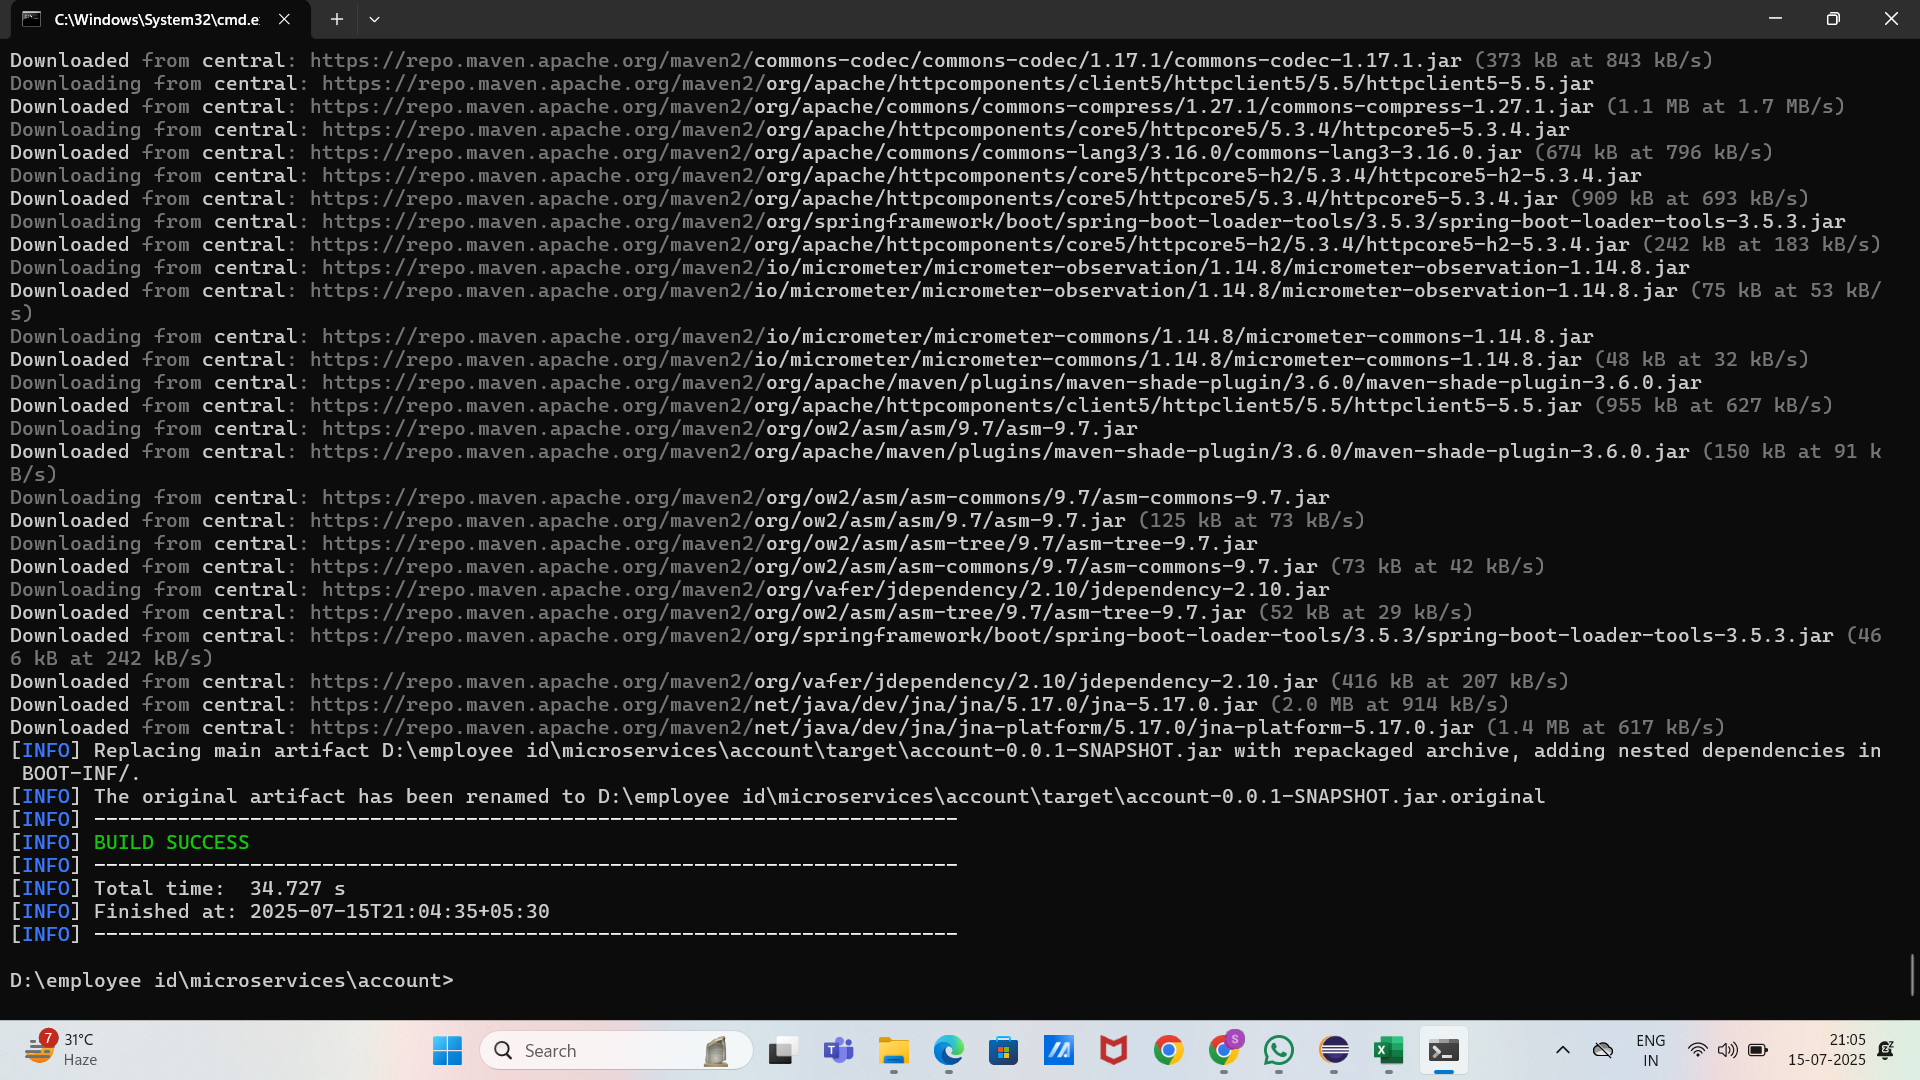 C:\Windows\System32\cmd.e
Downloaded from central: https://repo.maven.apache.org/maven2/commons-codec/commons-codec/1.17.1/commons-codec-1.17.1.jar (373 kB at 843 kB/s)
Downloading from central: https://repo.maven.apache.org/maven2/org/apache/httpcomponents/client5/httpclient5/5.5/httpclient5-5.5.jar
Downloaded from central: https://repo.maven.apache.org/maven2/org/apache/commons/commons-compress/1.27.1/commons-compress-1.27.1.jar (1.1 MB at 1.7 MB/s)
Downloading from central: https://repo.maven.apache.org/maven2/org/apache/httpcomponents/core5/httpcore5/5.3.4/httpcore5-5.3.4.jar
Downloaded from central: https://repo.maven.apache.org/maven2/org/apache/commons/commons-lang3/3.16.0/commons-lang3-3.16.0.jar (674 kB at 796 kB/s)
Downloading from central: https://repo.maven.apache.org/maven2/org/apache/httpcomponents/core5/httpcore5-h2/5.3.4/httpcore5-h2-5.3.4.jar
Downloaded from central: https://repo.maven.apache.org/maven2/org/apache/httpcomponents/core5/httpcore5/5.3.4/httpcore5-5.3.4.jar (909 kB at 693 kB/s)
Downloading from central: https://repo.maven.apache.org/maven2/org/springframework/boot/spring-boot-loader-tools/3.5.3/spring-boot-loader-tools-3.5.3.jar
Downloaded from central: https://repo.maven.apache.org/maven2/org/apache/httpcomponents/core5/httpcore5-h2/5.3.4/httpcore5-h2-5.3.4.jar (242 kB at 183 kB/s)
Downloading from central: https://repo.maven.apache.org/maven2/io/micrometer/micrometer-observation/1.14.8/micrometer-observation-1.14.8.jar
Downloaded from central: https://repo.maven.apache.org/maven2/io/micrometer/micrometer-observation/1.14.8/micrometer-observation-1.14.8.jar (75 kB at 53 kB/
s)
Downloading from central: https://repo.maven.apache.org/maven2/io/micrometer/micrometer-commons/1.14.8/micrometer-commons-1.14.8.jar
Downloaded from central: https://repo.maven.apache.org/maven2/io/micrometer/micrometer-commons/1.14.8/micrometer-commons-1.14.8.jar (48 kB at 32 kB/s)
Downloading from central: https://repo.maven.apache.org/maven2/org/apache/maven/plugins/maven-shade-plugin/3.6.0/maven-shade-plugin-3.6.0.jar
Downloaded from central: https://repo.maven.apache.org/maven2/org/apache/httpcomponents/client5/httpclient5/5.5/httpclient5-5.5.jar (955 kB at 627 kB/s)
Downloading from central: https://repo.maven.apache.org/maven2/org/ow2/asm/asm/9.7/asm-9.7.jar
Downloaded from central: https://repo.maven.apache.org/maven2/org/apache/maven/plugins/maven-shade-plugin/3.6.0/maven-shade-plugin-3.6.0.jar (150 kB at 91 k
B/s)
Downloading from central: https://repo.maven.apache.org/maven2/org/ow2/asm/asm-commons/9.7/asm-commons-9.7.jar
Downloaded from central: https://repo.maven.apache.org/maven2/org/ow2/asm/asm/9.7/asm-9.7.jar (125 kB at 73 kB/s)
Downloading from central: https://repo.maven.apache.org/maven2/org/ow2/asm/asm-tree/9.7/asm-tree-9.7.jar
Downloaded from central: https://repo.maven.apache.org/maven2/org/ow2/asm/asm-commons/9.7/asm-commons-9.7.jar (73 kB at 42 kB/s)
Downloading from central: https://repo.maven.apache.org/maven2/org/vafer/jdependency/2.10/jdependency-2.10.jar
Downloaded from central: https://repo.maven.apache.org/maven2/org/ow2/asm/asm-tree/9.7/asm-tree-9.7.jar (52 kB at 29 kB/s)
Downloaded from central: https://repo.maven.apache.org/maven2/org/springframework/boot/spring-boot-loader-tools/3.5.3/spring-boot-loader-tools-3.5.3.jar (46
6 kB at 242 kB/s)
Downloaded from central: https://repo.maven.apache.org/maven2/org/vafer/jdependency/2.10/jdependency-2.10.jar (416 kB at 207 kB/s)
Downloaded from central: https://repo.maven.apache.org/maven2/net/java/dev/jna/jna/5.17.0/jna-5.17.0.jar (2.0 MB at 914 kB/s)
Downloaded from central: https://repo.maven.apache.org/maven2/net/java/dev/jna/jna-platform/5.17.0/jna-platform-5.17.0.jar (1.4 MB at 617 kB/s)
[INFO] Replacing main artifact D:\employee id\microservices\account\target\account-0.0.1-SNAPSHOT.jar with repackaged archive, adding nested dependencies in
 BOOT-INF/.
[INFO] The original artifact has been renamed to D:\employee id\microservices\account\target\account-0.0.1-SNAPSHOT.jar.original
[INFO] ------------------------------------------------------------------------
[INFO] BUILD SUCCESS
[INFO] ------------------------------------------------------------------------
[INFO] Total time:  34.727 s
[INFO] Finished at: 2025-07-15T21:04:35+05:30
[INFO] ------------------------------------------------------------------------
D:\employee id\microservices\account>
7
31°C
Haze
Search
S
ENG
IN
21:05
15-07-2025